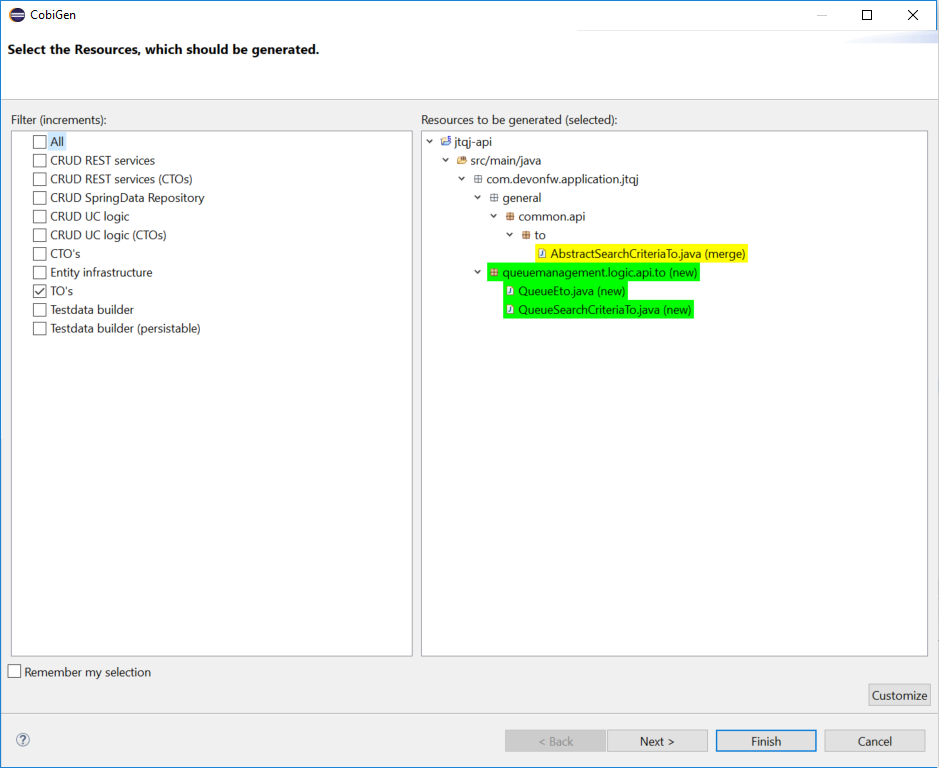 CobiGen
Select the Resources, which should be generated.
Filter (increments):
All
CRUD REST services
CRUD REST services (CTOs)
CRUD SpringData Repository
CRUD UC logic
CRUD UC logic (CTOs)
CTO's
Entity infrastructure
TO's
Testdata builder
Testdata builder (persistable)
Resources to be generated (selected):
jtqj-api
src/main/java
com.devonfw.application.jtqj
general
common.api
to
AbstractSearchCriteriaTo.java (merge)
queuemanagement.logic.api.to (new)
QueueEto.java (new)
QueueSearchCriteriaTo.java (new)
Remember my selection
Customize
?
< Back
Next >
Finish
Cancel